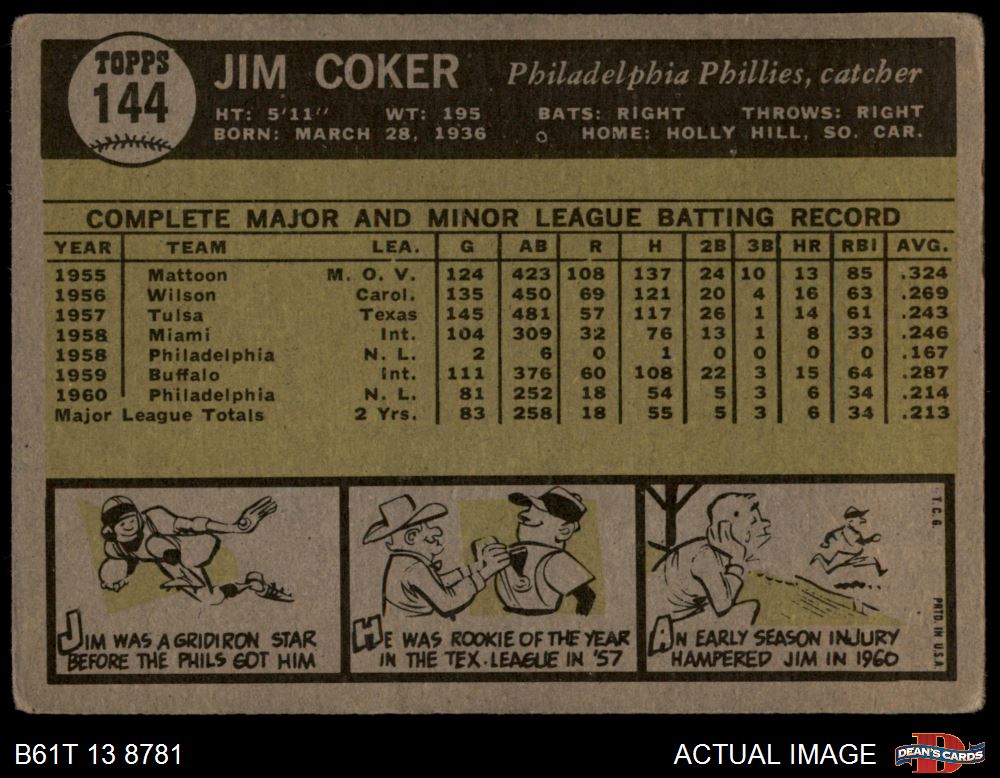 TOPPS
144
JIM COKER Philadelphia Phillies, catcher
HT: 5'11" WT: 195 BATS: RIGHT THROWS: RIGHT
BORN: MARCH 28, 1936 HOME: HOLLY HILL, SO. CAR.
COMPLETE MAJOR AND MINOR LEAGUE BATTING RECORD
YEAR TEAM LEA. G AB R H 2B 3B HR RBI AVG.
1955 Mattoon M. O. V. 124 423 108 137 24 10 13 85 .324
1956 Wilson Carol. 135 450 69 121 20 4 16 63 .269
1957 Tulsa Texas 145 481 57 117 26 1 14 61 .243
1958 Miami Int. 104 309 32 76 13 1 8 33 .246
1958 Philadelphia N. L. 2 6 0 1 0 0 0 0 .167
1959 Buffalo Int. 111 376 60 108 22 3 15 64 .287
1960 Philadelphia N. L. 81 252 18 54 5 3 6 34 .214
Major League Totals 2 Yrs. 83 258 18 55 5 3 6 34 .213
JIM WAS A GRIDIRON STAR
BEFORE THE PHILS GOT HIM
HE WAS ROOKIE OF THE YEAR
IN THE TEX. LEAGUE IN '57
AN EARLY SEASON INJURY
HAMPERED JIM IN 1960
T.C.G.
PRTD. IN U.S.A.
B61T 13 8781
ACTUAL IMAGE
DEAN'S CARDS